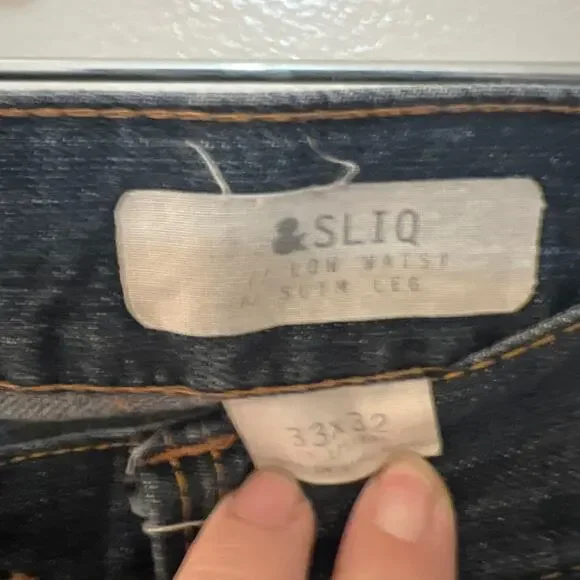 &SLIQ
// LOW WAIST
// SLIM LEG
33x32